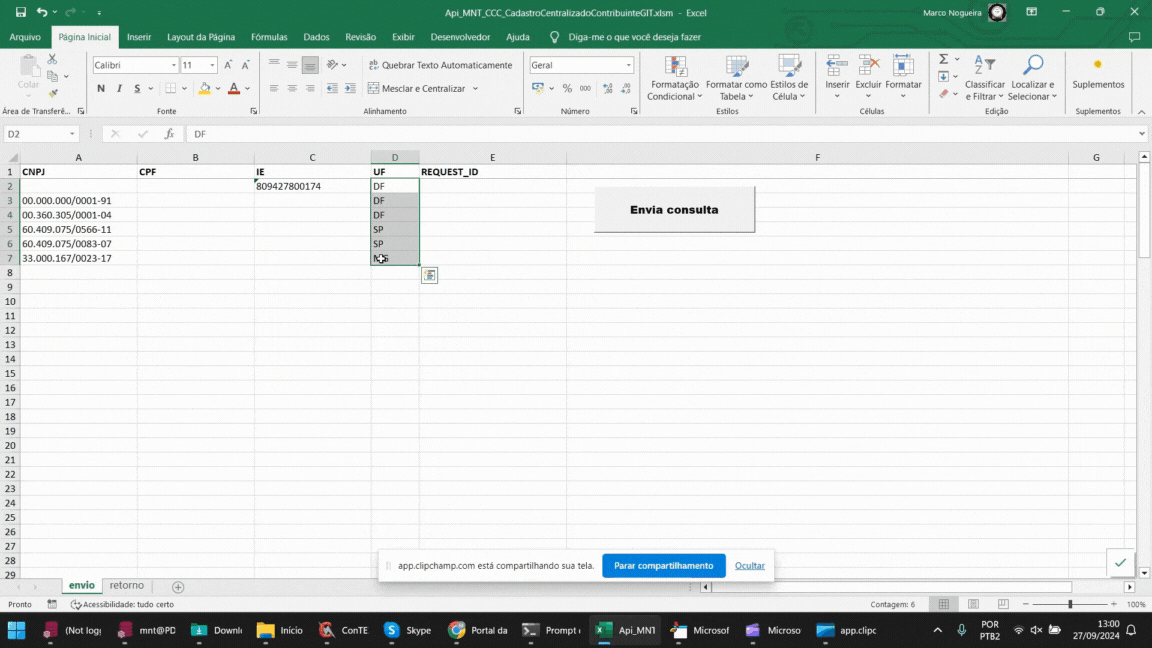 Api_MNT_CCC_CadastroCentralizadoContribuinteGIT.xlsm - Excel
Marco Nogueira
Arquivo Página Inicial Inserir Layout da Página Fórmulas Dados Revisão Exibir Desenvolvedor Ajuda Diga-me o que você deseja fazer
Colar
Calibri 11
Quebrar Texto Automaticamente
Geral
N I S
Mesclar e Centralizar
% 000
Formatação Condicional
Formatar como Tabela
Estilos de Célula
Inserir Excluir Formatar
Classificar e Filtrar
Localizar e Selecionar
Suplementos
Área de Transferê... Fonte Alinhamento Número Estilos Células Edição Suplementos
D2 fx DF
A B C D E F G
1 CNPJ CPF IE UF REQUEST_ID
2 809427800174 DF
3 00.000.000/0001-91 DF
4 00.360.305/0001-04 DF
5 60.409.075/0566-11 SP
6 60.409.075/0083-07 SP
7 33.000.167/0023-17
Envia consulta
8
9
10
11
12
13
14
15
16
17
18
19
20
21
22
23
24
25
26
27
28
29
app.clipchamp.com está compartilhando sua tela. Parar compartilhamento Ocultar
envio retorno
Pronto Acessibilidade: tudo certo Contagem: 6 100%
(Not logg mnt@PD Downl Início ConTE Skype Portal da Prompt Api_MNT Microsof Microso app.clipc
POR
PTB2
13:00
27/09/2024